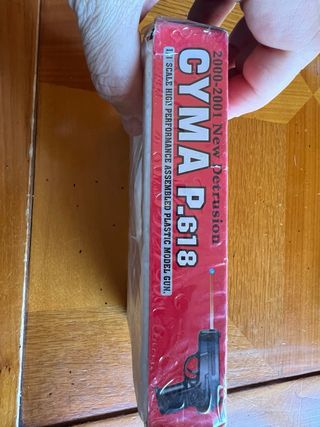 2000-2001 New Detrusion
CYMA P.618
1/1 SCALE HIGH PERFORMANCE ASSEMBLED PLASTIC MODEL GUN.